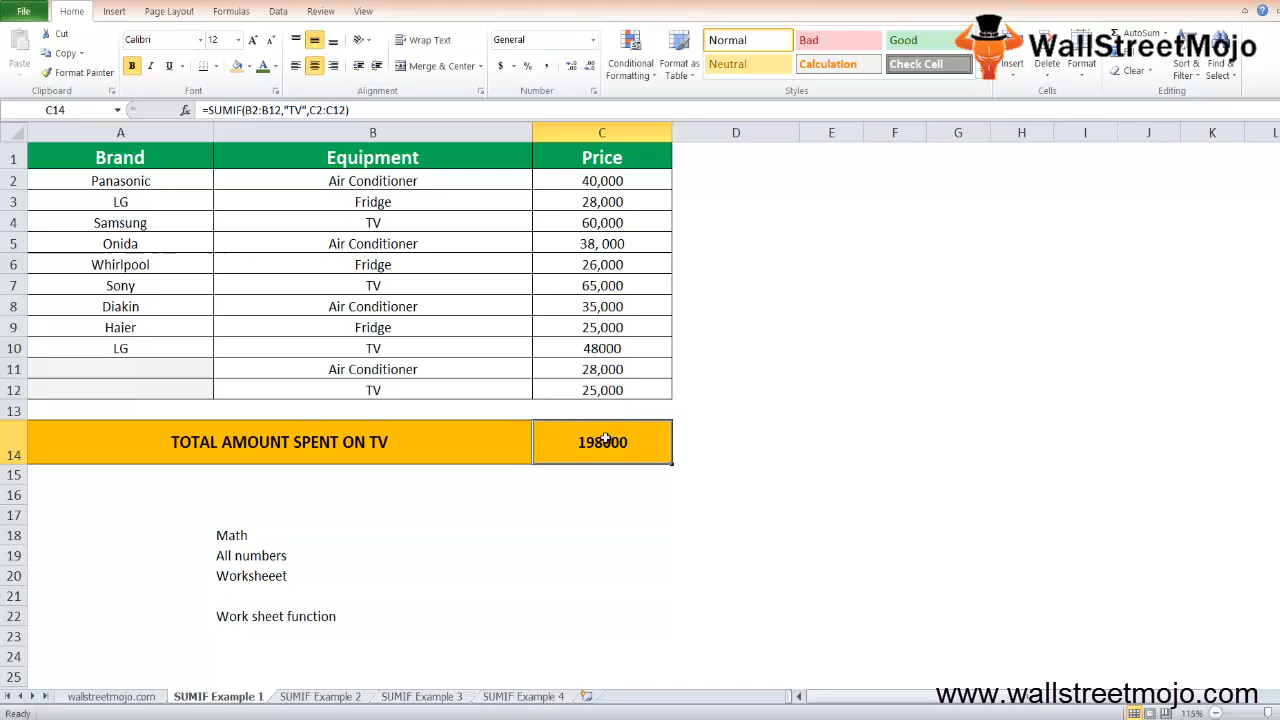 File Home Insert Page Layout Formulas Data Review View
Cut
Copy
Format Painter
Paste
Clipboard
Calibri 12
B I U
Font
Wrap Text
Merge & Center
Alignment
General
$ % ,
Number
Conditional Formatting
Format as Table
Normal Bad Good
Neutral Calculation Check Cell
Styles
Insert Delete Format
Cells
AutoSum
Clear
Sort & Filter
Find & Select
Editing
WallStreetMojo
C14 fx =SUMIF(B2:B12,"TV",C2:C12)
A B C D E F G H I J K L
1 Brand Equipment Price
2 Panasonic Air Conditioner 40,000
3 LG Fridge 28,000
4 Samsung TV 60,000
5 Onida Air Conditioner 38, 000
6 Whirlpool Fridge 26,000
7 Sony TV 65,000
8 Diakin Air Conditioner 35,000
9 Haier Fridge 25,000
10 LG TV 48000
11 Air Conditioner 28,000
12 TV 25,000
13
14 TOTAL AMOUNT SPENT ON TV 198000
15
16
17
18 Math
19 All numbers
20 Worksheeet
21
22 Work sheet function
23
24
25
wallstreetmojo.com SUMIF Example 1 SUMIF Example 2 SUMIF Example 3 SUMIF Example 4
www.wallstreetmojo.com
Ready 115%